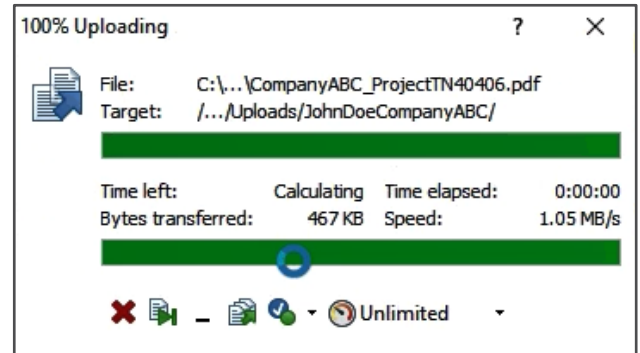 100% Uploading ?
File: C:\...\CompanyABC_ProjectTN40406.pdf
Target: /.../Uploads/JohnDoeCompanyABC/
Time left: Calculating Time elapsed: 0:00:00
Bytes transferred: 467 KB Speed: 1.05 MB/s
Unlimited